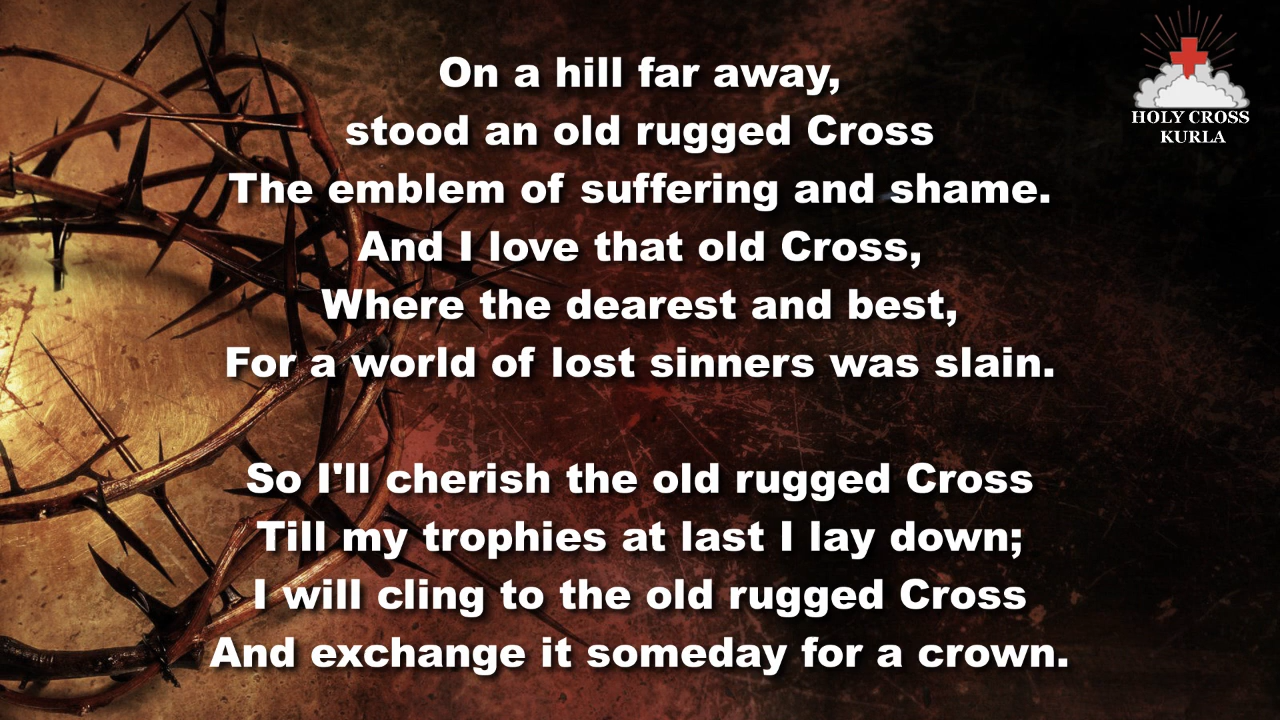 On a hill far away,
stood an old rugged Cross
The emblem of suffering and shame.
And I love that old Cross,
Where the dearest and best,
For a world of lost sinners was slain.
So I'll cherish the old rugged Cross
Till my trophies at last I lay down;
I will cling to the old rugged Cross
And exchange it someday for a crown.
HOLY CROSS
KURLA